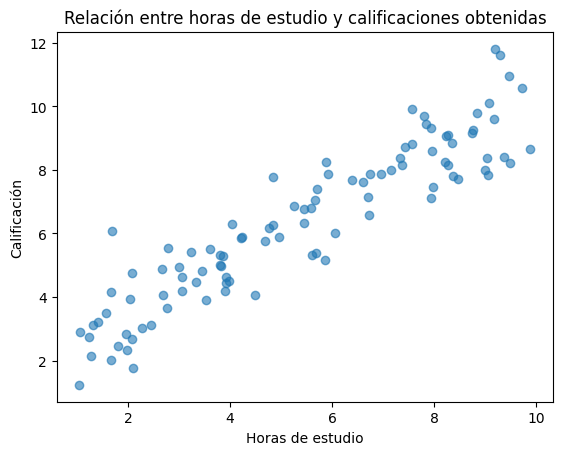 Relación entre horas de estudio y calificaciones obtenidas
12
10
8
6
4
2
Calificación
2 4 6 8 10
Horas de estudio